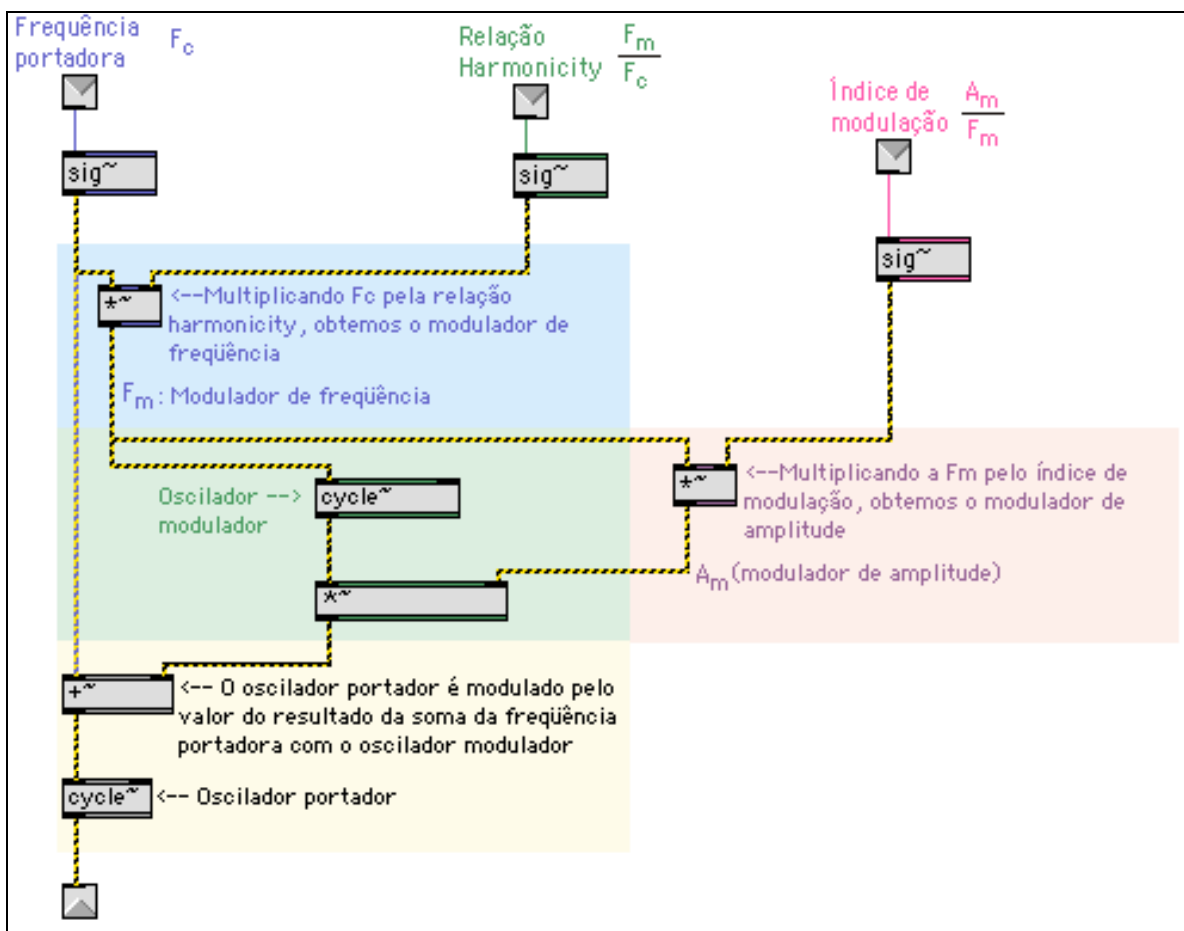 Frequência
portadora
Fc
Relação
Harmonicity
Fm
Fc
Índice de
modulação
Am
Fm
sig~
sig~
sig~
*~
<--Multiplicando Fc pela relação
harmonicity, obtemos o modulador de
freqüência
Fm: Modulador de freqüência
*~
<--Multiplicando a Fm pelo índice de
modulação, obtemos o modulador de
amplitude
Oscilador -->
modulador
cycle~
Am(modulador de amplitude)
*~
+~
<-- O oscilador portador é modulado pelo
valor do resultado da soma da freqüência
portadora com o oscilador modulador
cycle~
<-- Oscilador portador